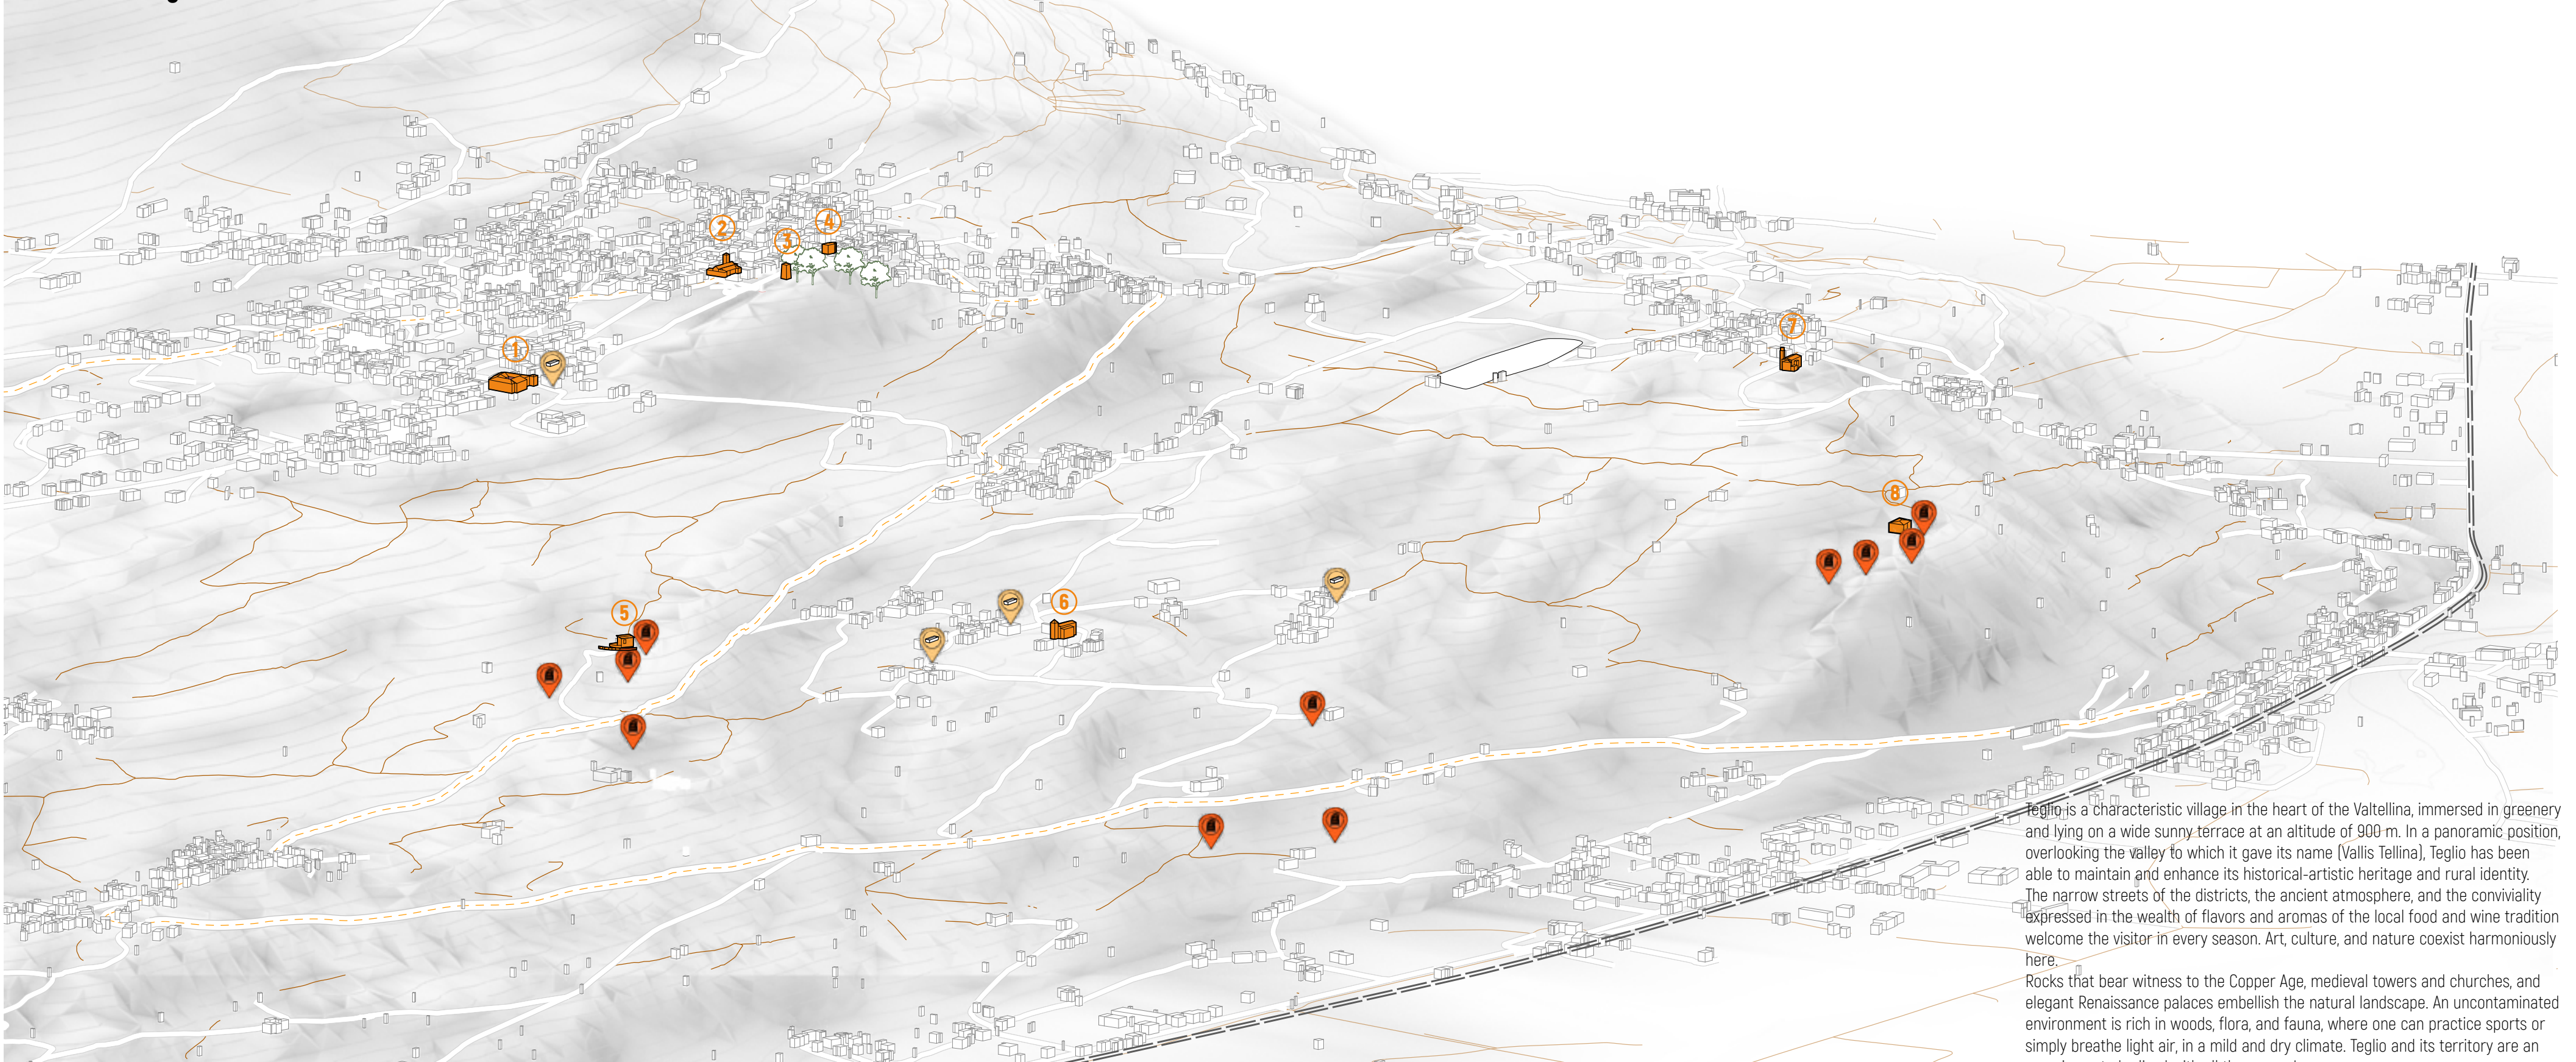 2
4
3
1
7
8
5
6
Teglio is a characteristic village in the heart of the Valtellina, immersed in greenery
and lying on a wide sunny terrace at an altitude of 900 m. In a panoramic position,
overlooking the valley to which it gave its name (Vallis Tellina), Teglio has been
able to maintain and enhance its historical-artistic heritage and rural identity.
The narrow streets of the districts, the ancient atmosphere, and the conviviality
expressed in the wealth of flavors and aromas of the local food and wine tradition
welcome the visitor in every season. Art, culture, and nature coexist harmoniously
here.
Rocks that bear witness to the Copper Age, medieval towers and churches, and
elegant Renaissance palaces embellish the natural landscape. An uncontaminated
environment is rich in woods, flora, and fauna, where one can practice sports or
simply breathe light air, in a mild and dry climate. Teglio and its territory are an